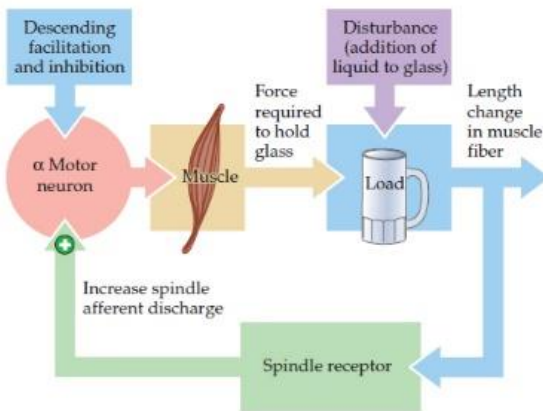 Descending
facilitation
and inhibition
Disturbance
(addition of
liquid to glass)
Force
required
to hold
glass
Length
change
in muscle
fiber
α Motor
neuron
Muscle
Load
+
Increase spindle
afferent discharge
Spindle receptor